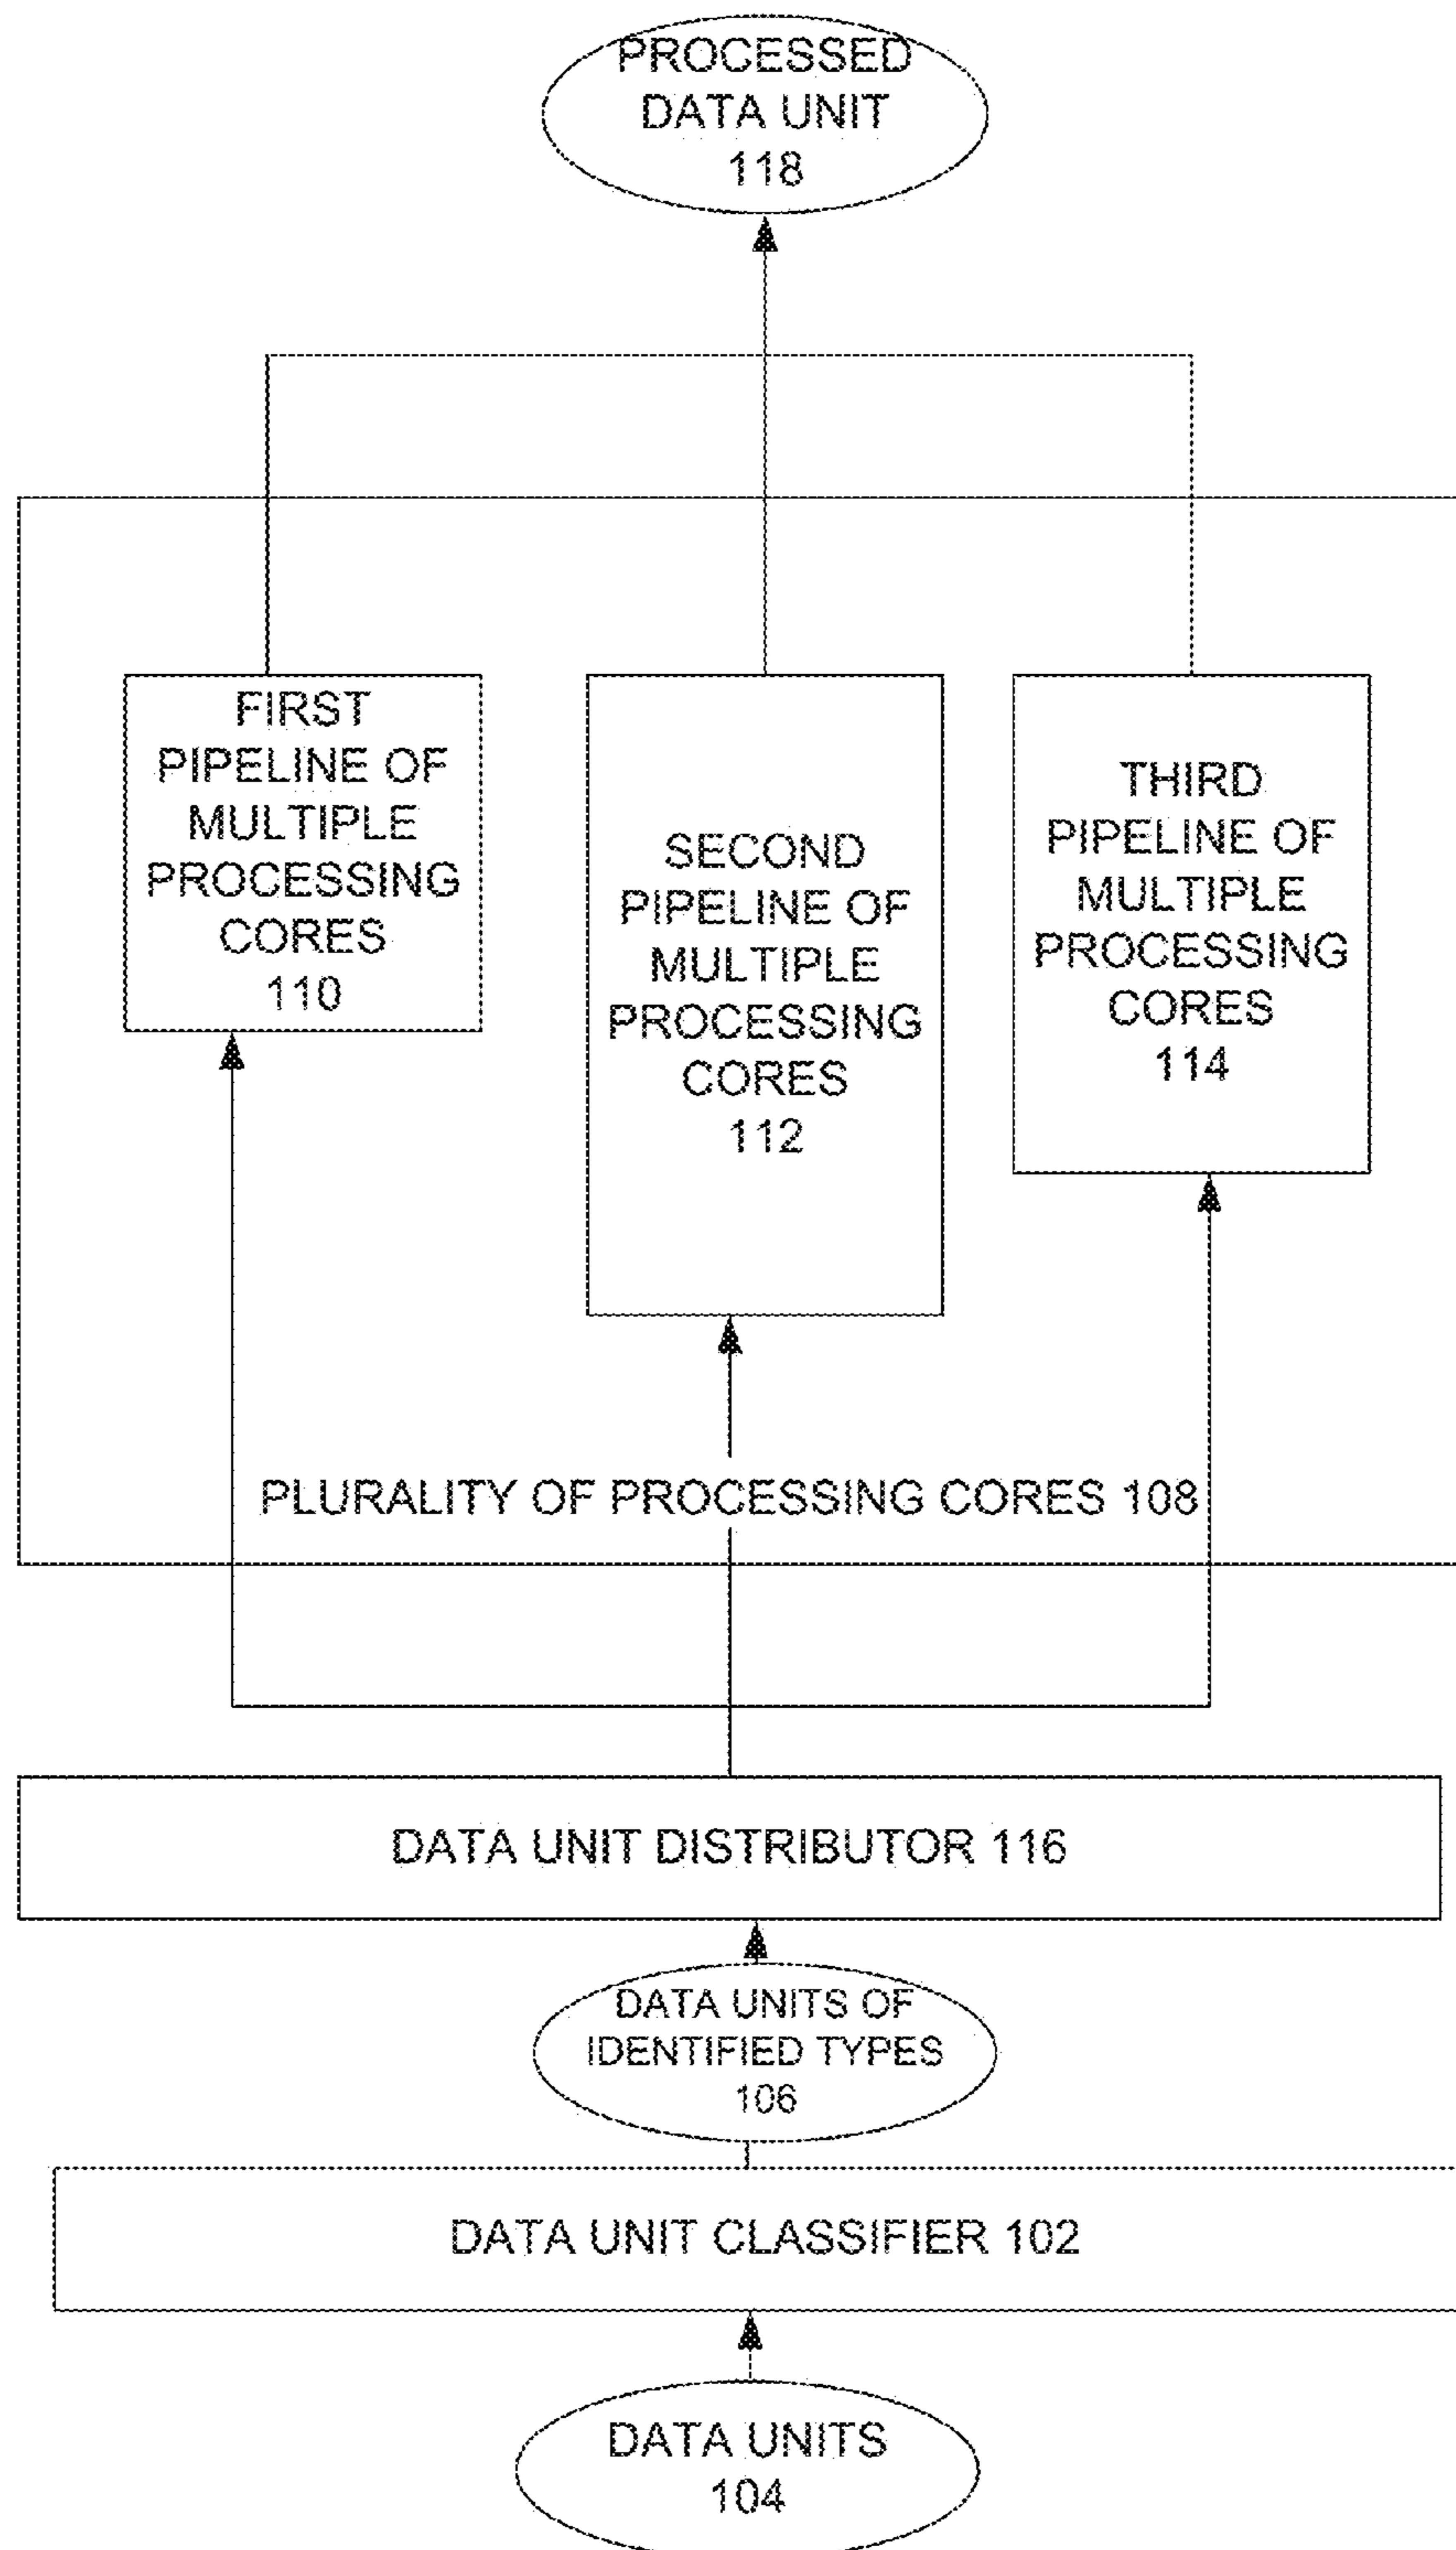 PROCESSED
DATA UNIT
118
FIRST
PIPELINE OF
MULTIPLE
PROCESSING
CORES
110
SECOND
PIPELINE OF
MULTIPLE
PROCESSING
CORES
112
THIRD
PIPELINE OF
MULTIPLE
PROCESSING
CORES
114
PLURALITY OF PROCESSING CORES 108
DATA UNIT DISTRIBUTOR 116
DATA UNITS OF
IDENTIFIED TYPES
106
DATA UNIT CLASSIFIER 102
DATA UNITS
104